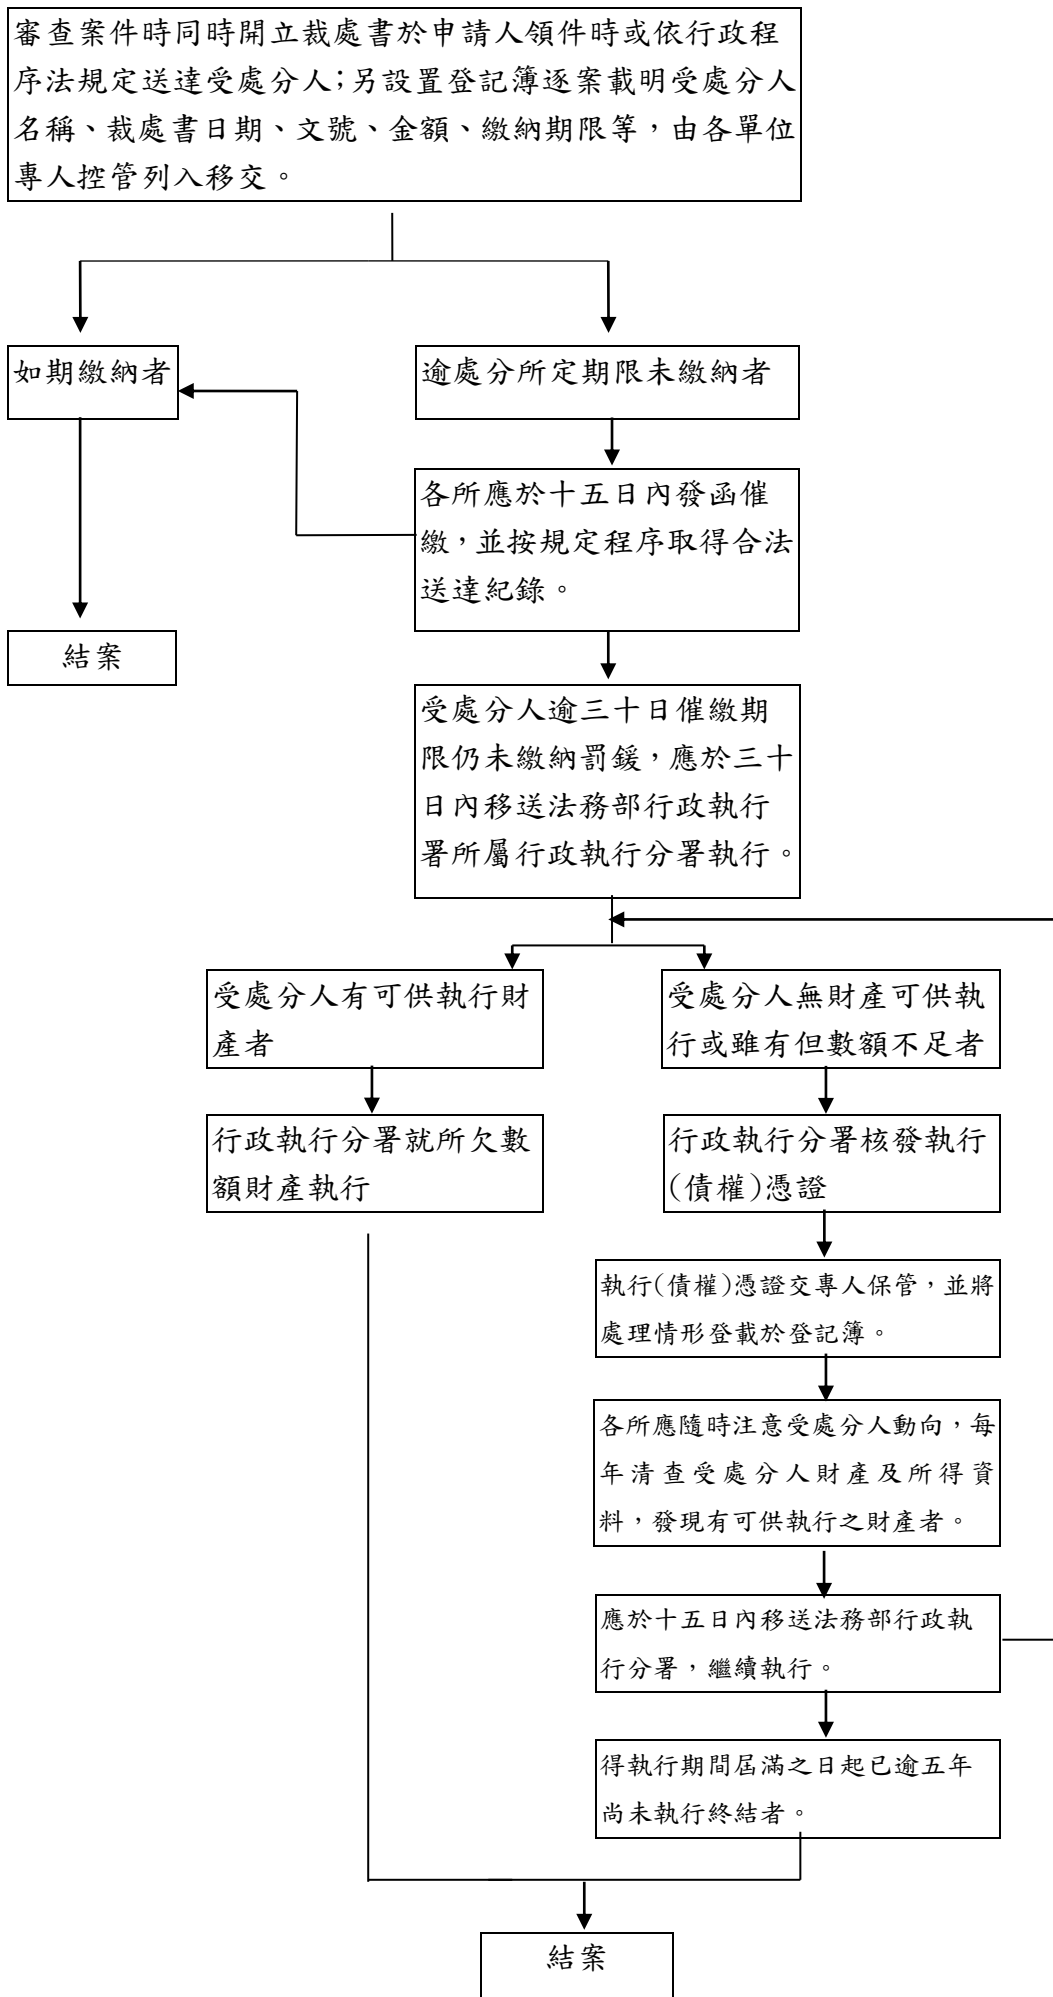 審查案件時同時開立裁處書於申請人領件時或依行政程
序法規定送達受處分人;另設置登記簿逐案載明受處分人
名稱、裁處書日期、文號、金額、繳納期限等，由各單位
專人控管列入移交。
如期繳納者
逾處分所定期限未繳納者
各所應於十五日內發函催
繳，並按規定程序取得合法
送達紀錄。
結案
受處分人逾三十日催繳期
限仍未繳納罰鍰，應於三十
日內移送法務部行政執行
署所屬行政執行分署執行。
受處分人有可供執行財
產者
受處分人無財產可供執
行或雖有但數額不足者
行政執行分署就所欠數
額財產執行
行政執行分署核發執行
(債權)憑證
執行(債權)憑證交專人保管，並將
處理情形登載於登記簿。
各所應隨時注意受處分人動向，每
年清查受處分人財產及所得資
料，發現有可供執行之財產者。
應於十五日內移送法務部行政執
行分署，繼續執行。
得執行期間屆滿之日起已逾五年
尚未執行終結者。
結案